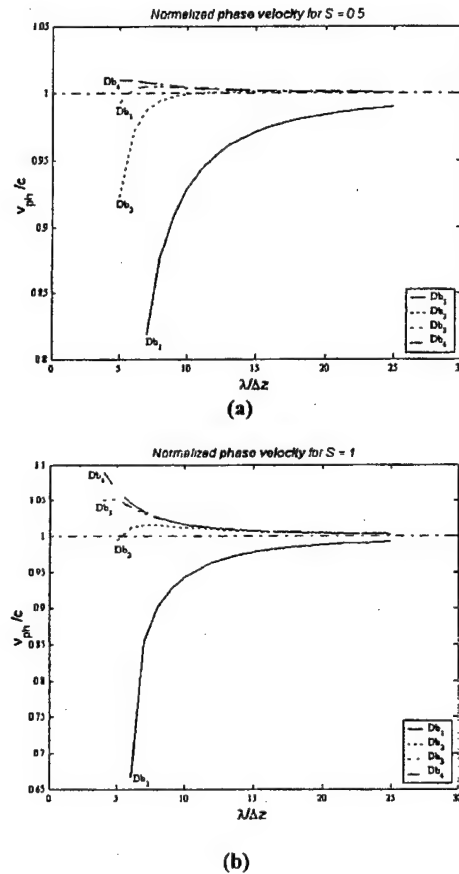 Normalized phase velocity for S = 0.5
1.05
1
0.95
0.9
0.85
0.8
v_ph /c
Db4
Db3
Db2
Db1
Db1
Db2
Db3
Db4
0
5
10
15
20
25
30
λ/Δz
(a)
Normalized phase velocity for S = 1
1.1
1.05
1
0.95
0.9
0.85
0.8
0.75
0.7
0.65
v_ph /c
Db4
Db3
Db2
Db1
Db1
Db2
Db3
Db4
0
5
10
15
20
25
30
λ/Δz
(b)